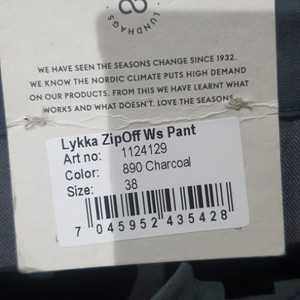 LUNDHAGS
WE HAVE SEEN THE SEASONS CHANGE SINCE 1932.
WE KNOW THE NORDIC CLIMATE PUTS HIGH DEMAND
ON OUR PRODUCTS. FROM THIS WE HAVE LEARNT WHAT
WORKS AND WHAT DOESN'T. LOVE THE SEASONS
Lykka ZipOff Ws Pant
Art no: 1124129
Color: 890 Charcoal
Size: 38
7 045952 435428